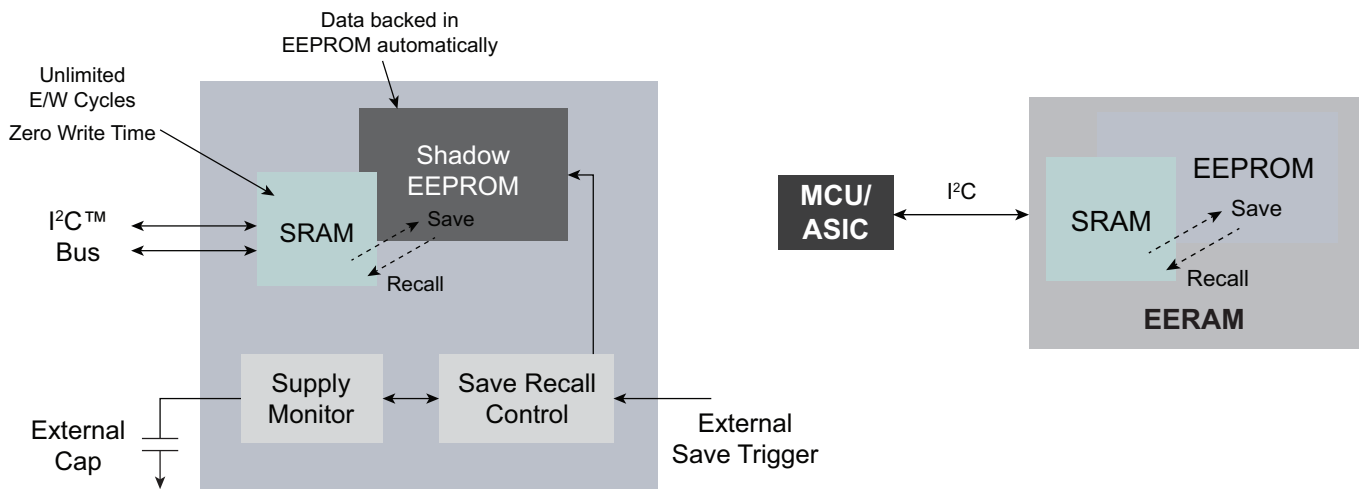 Data backed in
EEPROM automatically
Unlimited
E/W Cycles
Zero Write Time
Shadow
EEPROM
SRAM
Save
Recall
I²C™
Bus
Supply
Monitor
Save Recall
Control
External
Cap
External
Save Trigger
MCU/
ASIC
I²C
EEPROM
SRAM
Save
Recall
EERAM